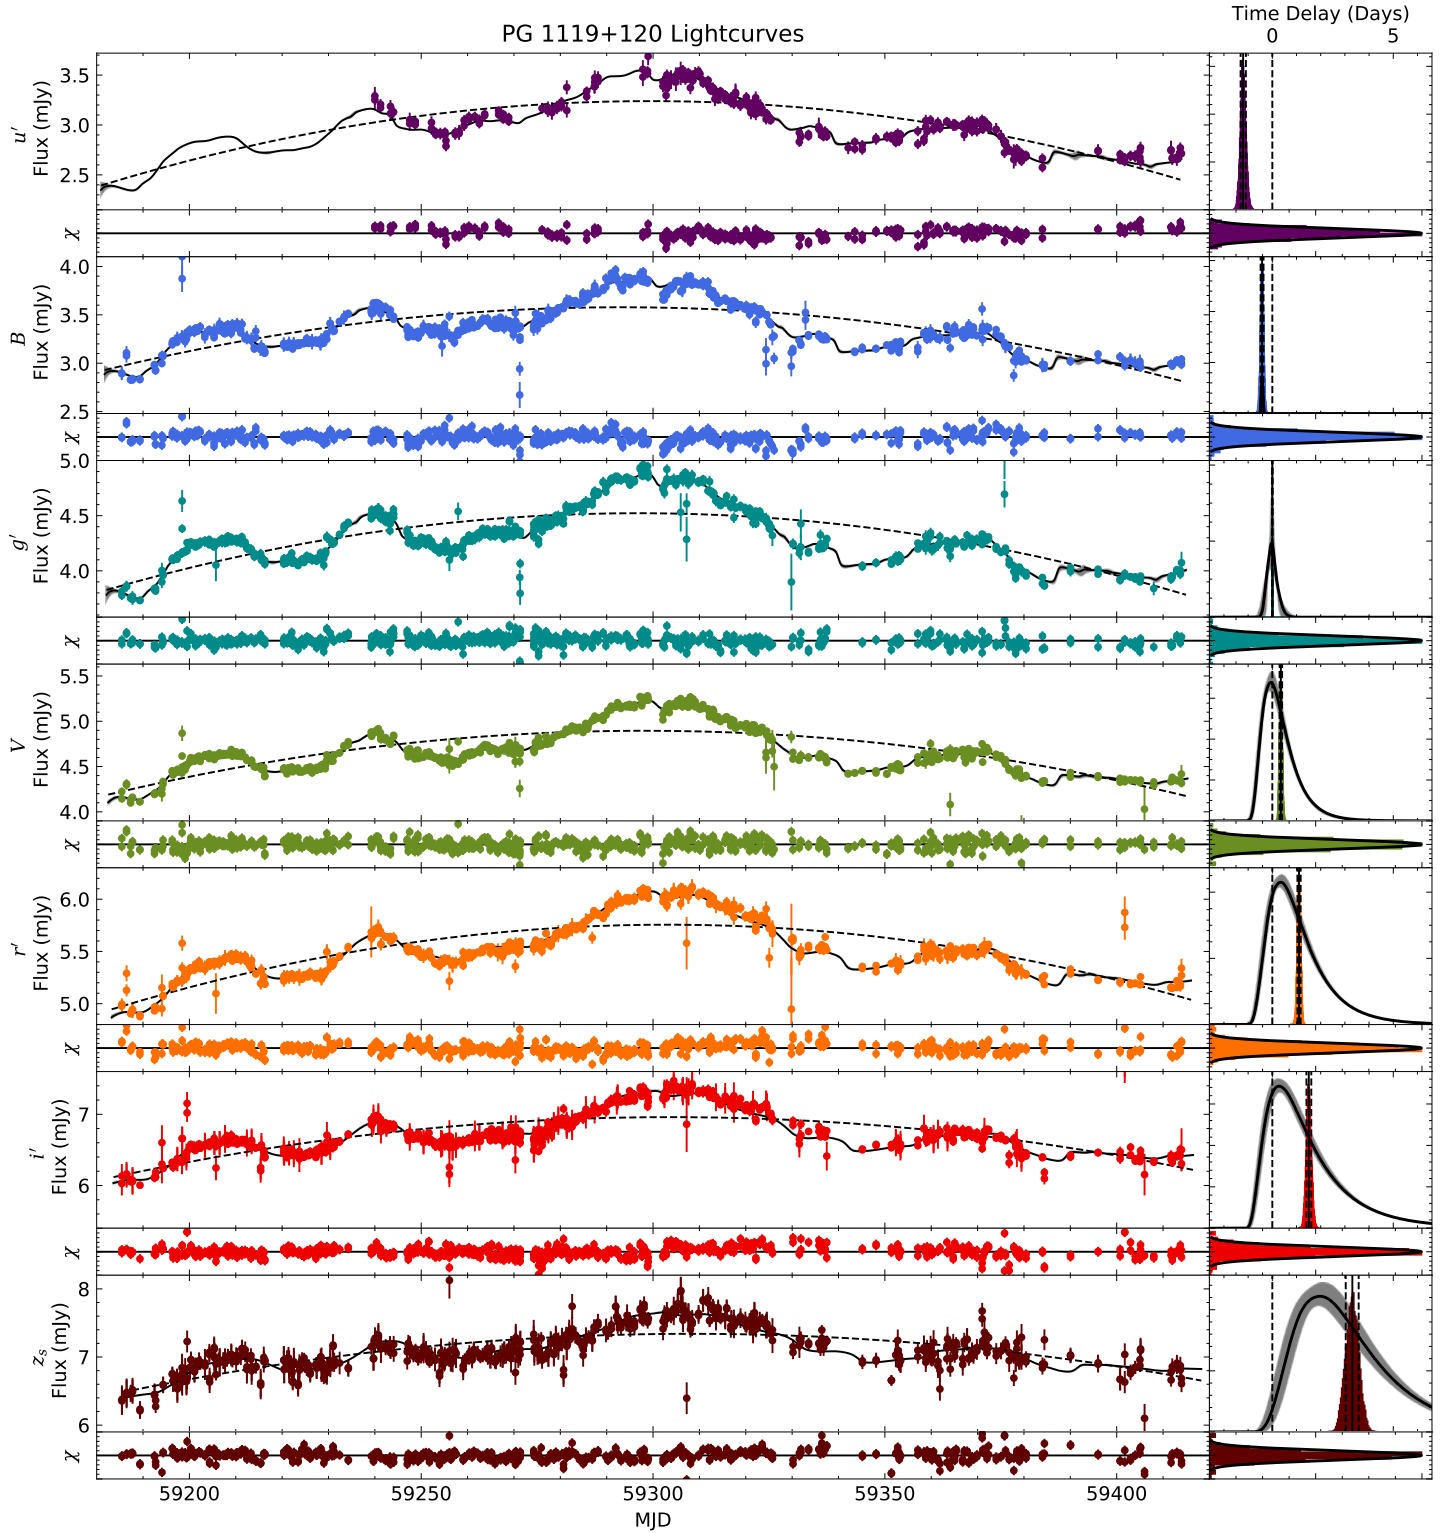 Time Delay (Days)
PG 1119+120 Lightcurves
0 5
3.5
3.0
2.5
u′
Flux (mJy)
χ
4.0
3.5
3.0
2.5
B
Flux (mJy)
χ
5.0
4.5
4.0
g′
Flux (mJy)
χ
5.5
5.0
4.5
4.0
V
Flux (mJy)
χ
6.0
5.5
5.0
r′
Flux (mJy)
χ
7
6
i′
Flux (mJy)
χ
8
7
6
zs
Flux (mJy)
χ
59200 59250 59300 59350 59400
MJD